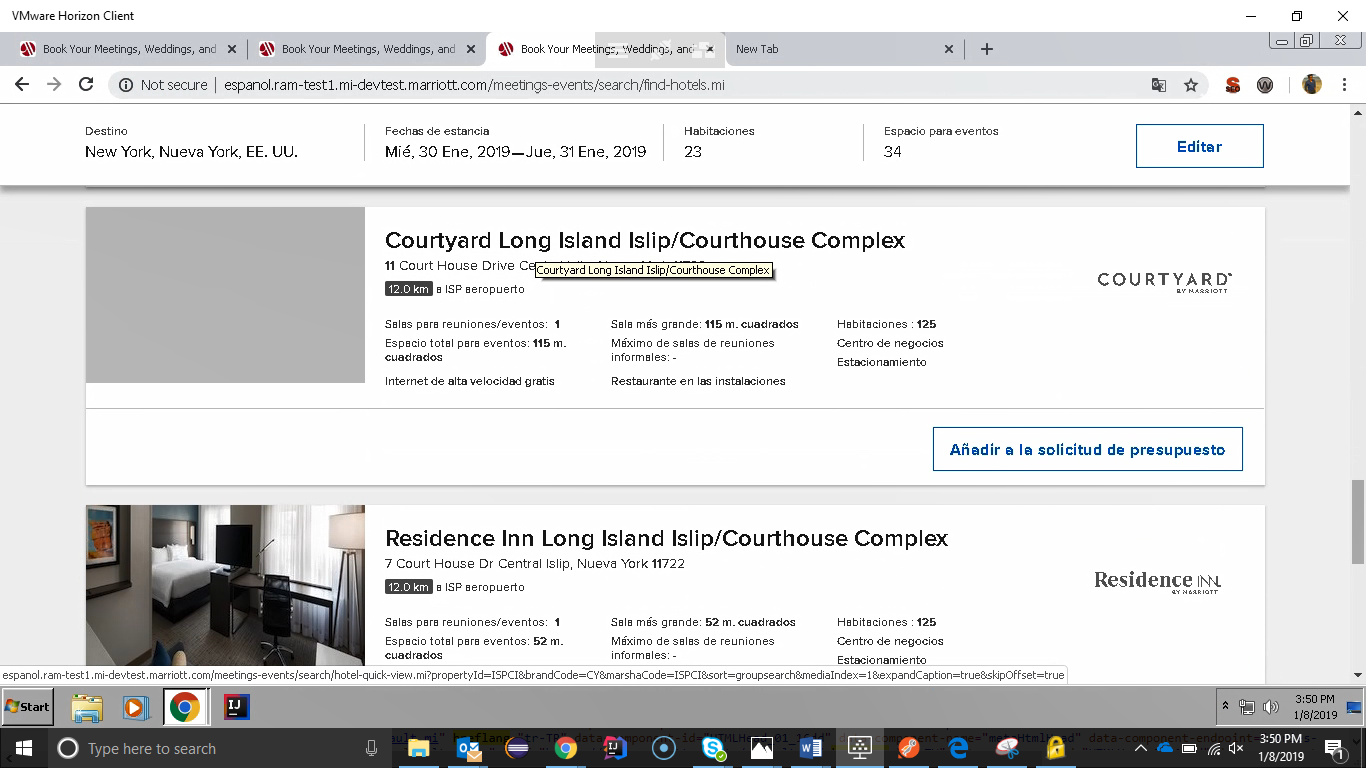 VMware Horizon Client
Book Your Meetings, Weddings, and
Book Your Meetings, Weddings, and
Book Your Meetings, Weddings, and
New Tab
Not secure | espanol.ram-test1.mi-devtest.marriott.com/meetings-events/search/find-hotels.mi
Destino
New York, Nueva York, EE. UU.
Fechas de estancia
Mié, 30 Ene, 2019—Jue, 31 Ene, 2019
Habitaciones
23
Espacio para eventos
34
Editar
Courtyard Long Island Islip/Courthouse Complex
11 Court House Drive
Courtyard Long Island Islip/Courthouse Complex
12.0 km a ISP aeropuerto
COURTYARD
BY MARRIOTT
Salas para reuniones/eventos: 1
Espacio total para eventos: 115 m.
cuadrados
Internet de alta velocidad gratis
Sala más grande: 115 m. cuadrados
Máximo de salas de reuniones
informales: -
Restaurante en las instalaciones
Habitaciones : 125
Centro de negocios
Estacionamiento
Añadir a la solicitud de presupuesto
Residence Inn Long Island Islip/Courthouse Complex
7 Court House Dr Central Islip, Nueva York 11722
12.0 km a ISP aeropuerto
Residence INN.
BY MARRIOTT
Salas para reuniones/eventos: 1
Espacio total para eventos: 52 m.
cuadrados
Sala más grande: 52 m. cuadrados
Máximo de salas de reuniones
informales: -
Habitaciones : 125
Centro de negocios
Estacionamiento
espanol.ram-test1.mi-devtest.marriott.com/meetings-events/search/hotel-quick-view.mi?propertyId=ISPCI&brandCode=CY&marshaCode=ISPCI&sort=groupsearch&mediaIndex=1&expandCaption=true&skipOffset=true
Start
3:50 PM
1/8/2019
Type here to search
3:50 PM
1/8/2019